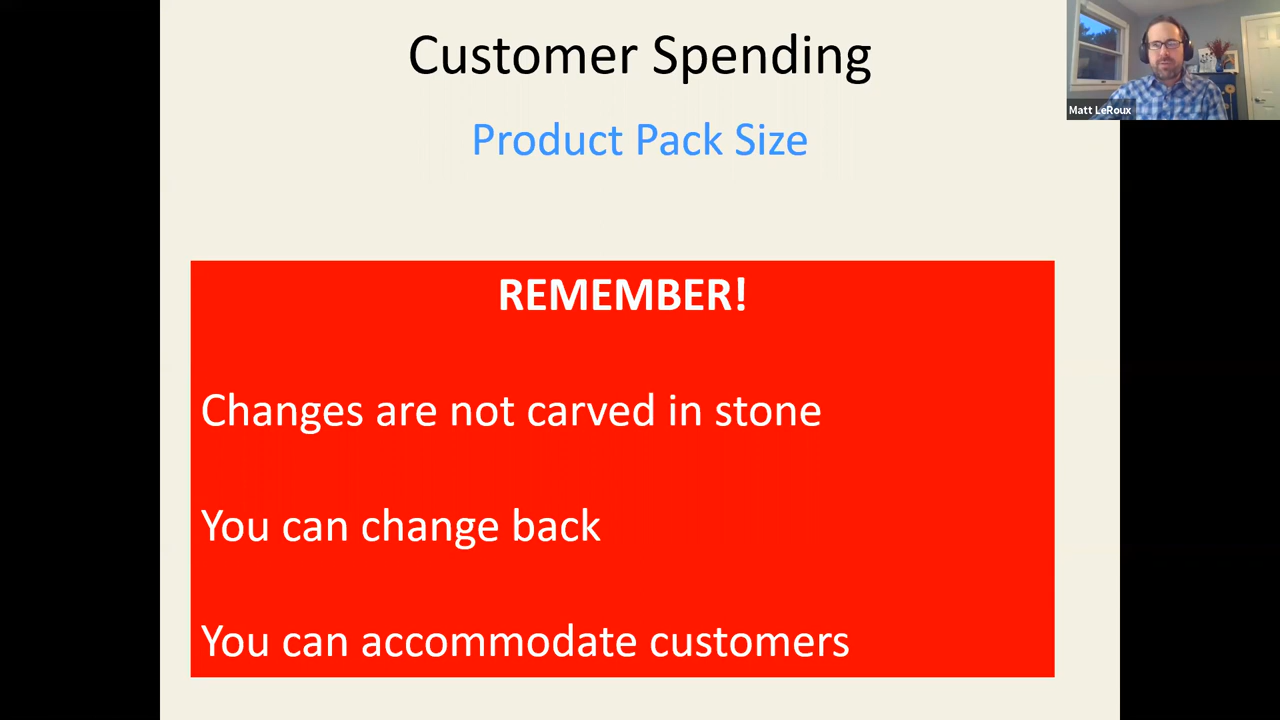 Customer Spending
Product Pack Size
Matt LeRoux
REMEMBER!
Changes are not carved in stone
You can change back
You can accommodate customers